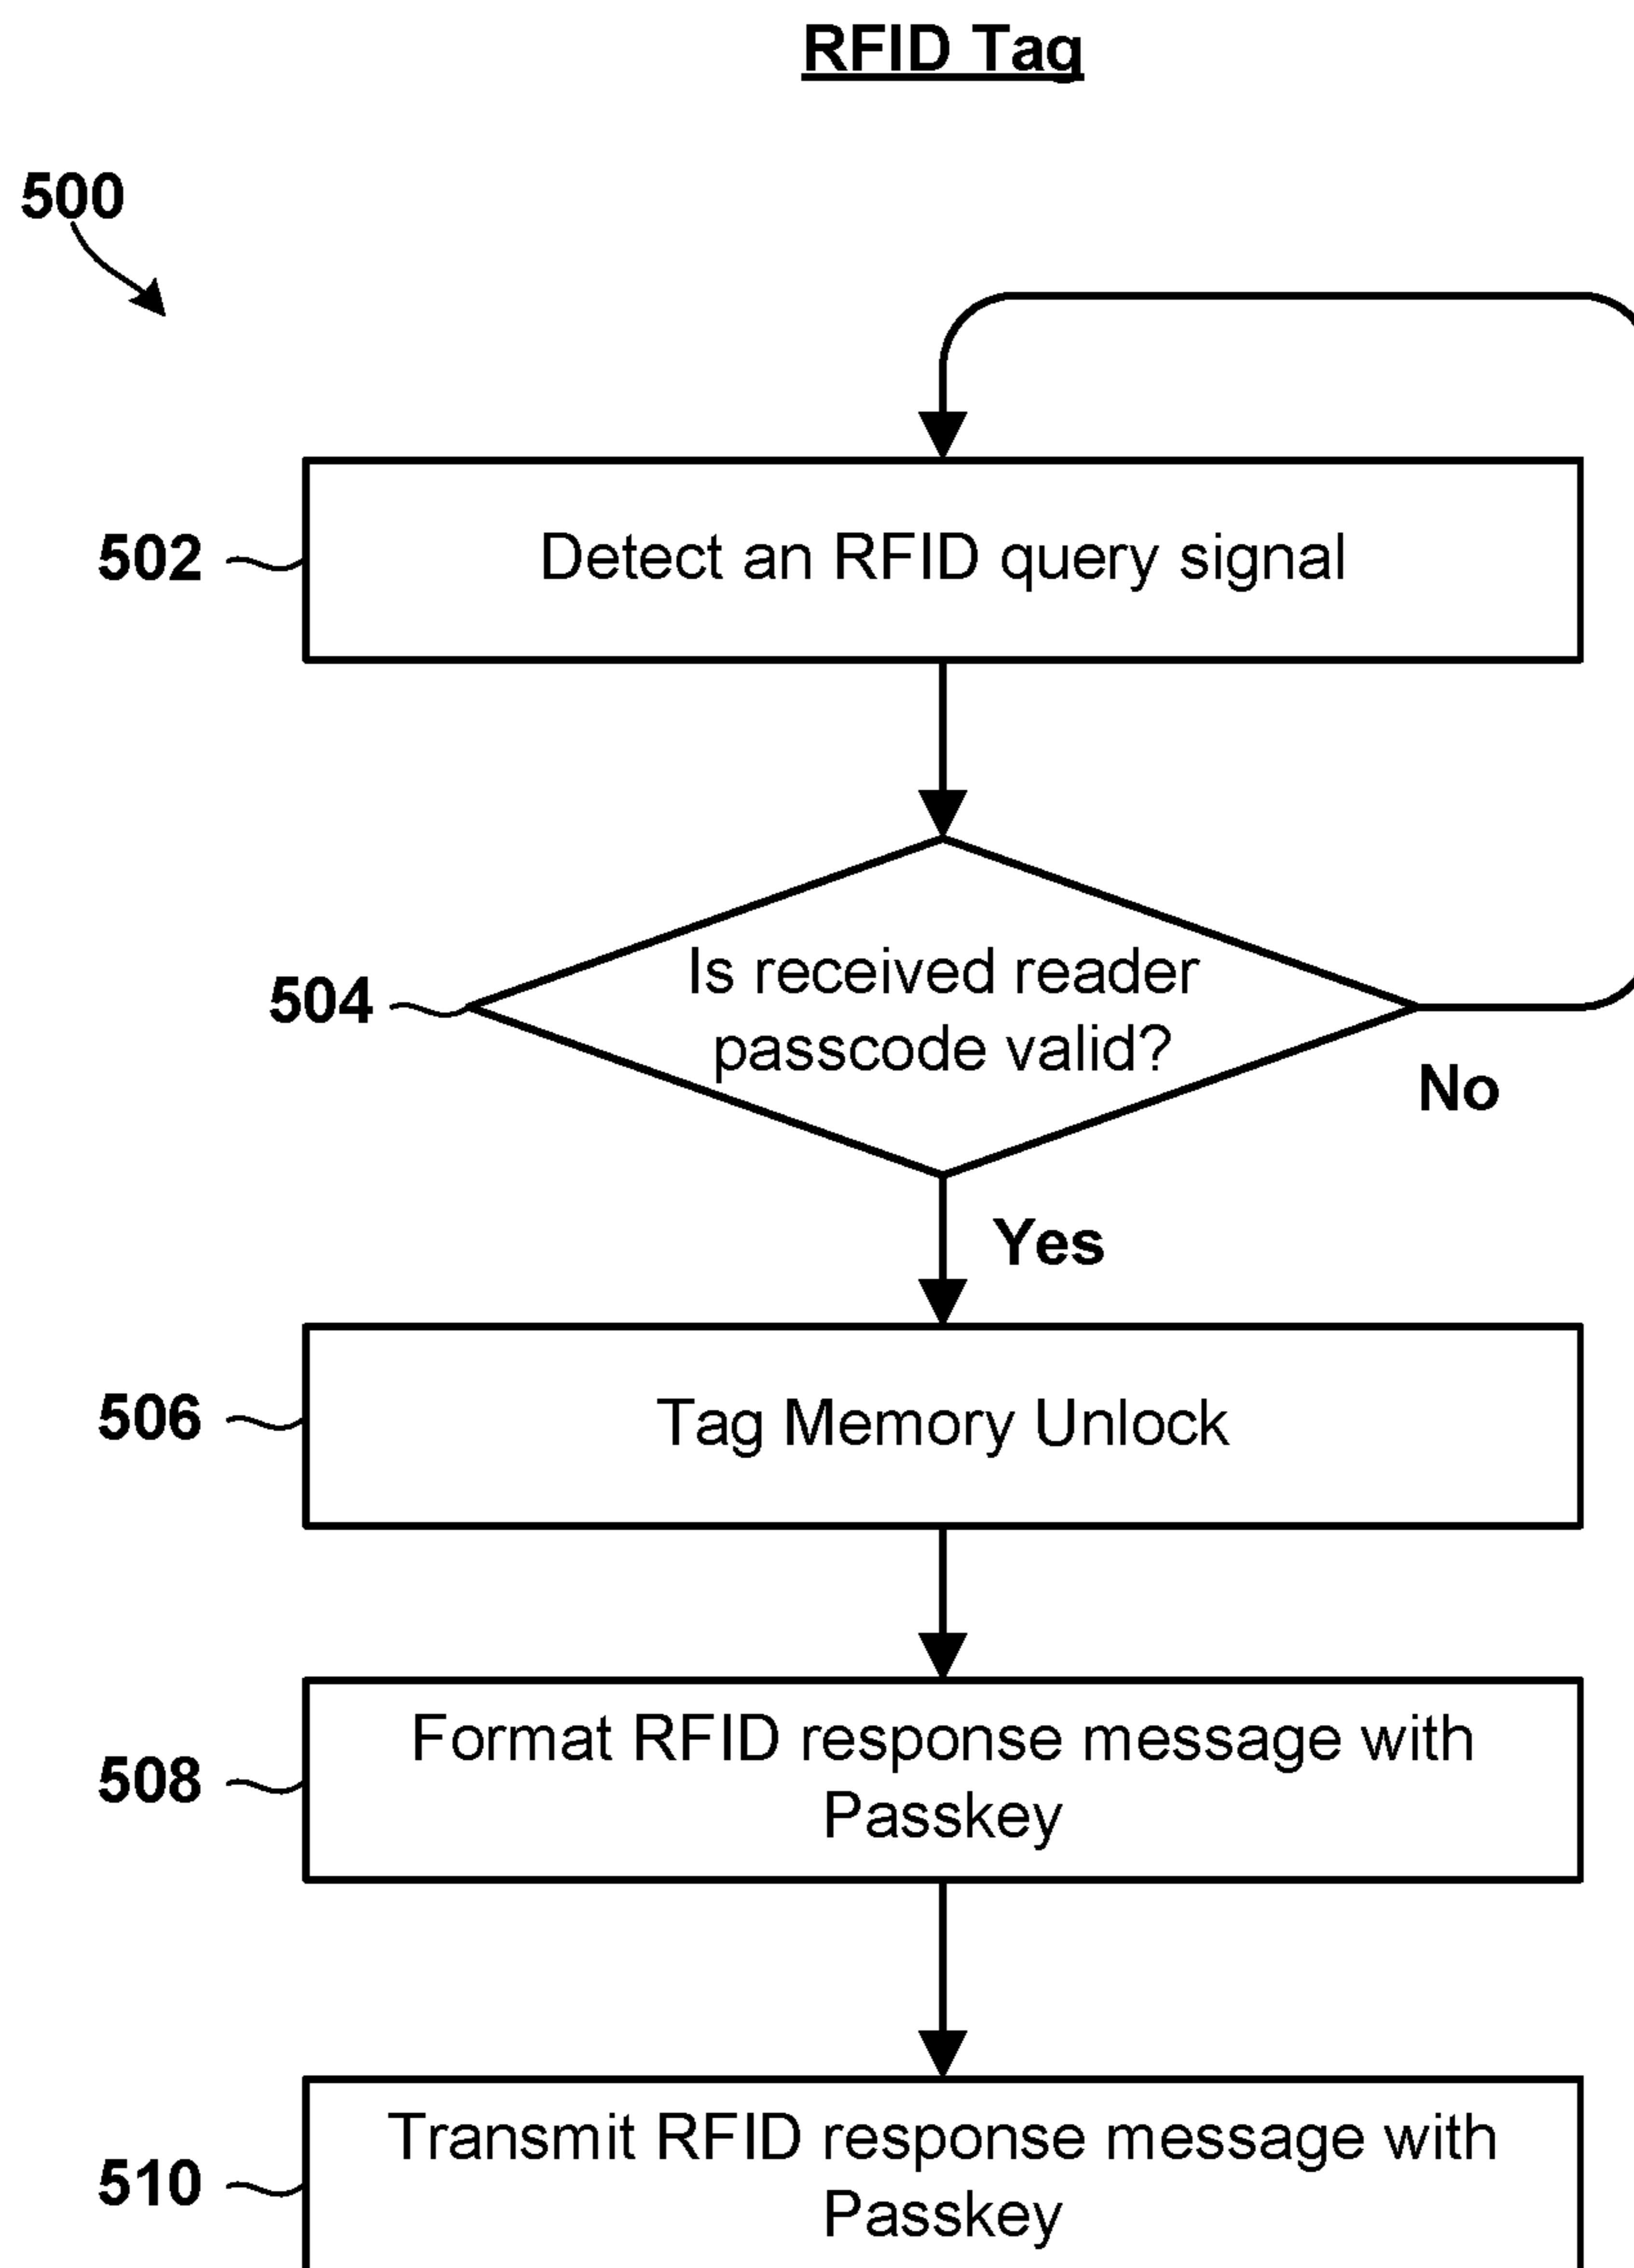 RFID Tag
500
502
Detect an RFID query signal
504
Is received reader
passcode valid?
No
Yes
506
Tag Memory Unlock
508
Format RFID response message with
Passkey
510
Transmit RFID response message with
Passkey